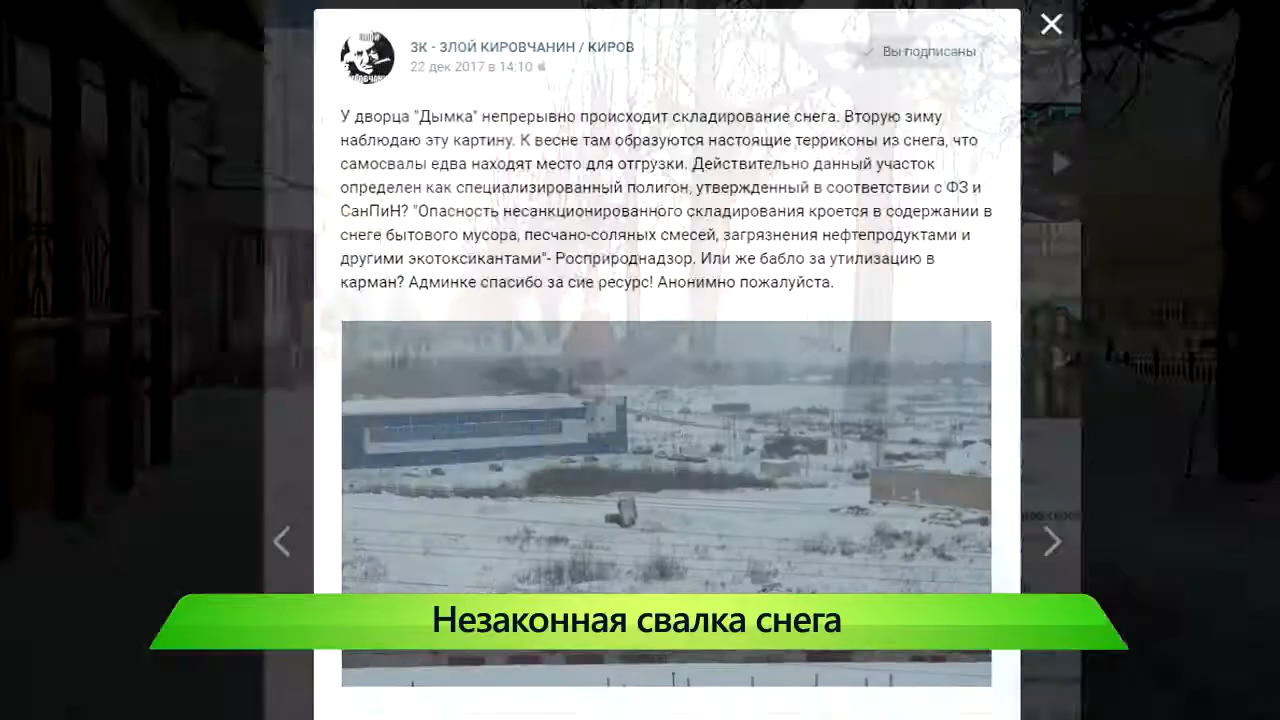 ЗК - ЗЛОЙ КИРОВЧАНИН / КИРОВ
22 дек 2017 в 14:10
Вы подписаны
У дворца "Дымка" непрерывно происходит складирование снега. Вторую зиму
наблюдаю эту картину. К весне там образуются настоящие терриконы из снега, что
самосвалы едва находят место для отгрузки. Действительно данный участок
определен как специализированный полигон, утвержденный в соответствии с ФЗ и
СанПиН? "Опасность несанкционированного складирования кроется в содержании в
снеге бытового мусора, песчано-соляных смесей, загрязнения нефтепродуктами и
другими экотоксикантами"- Росприроднадзор. Или же бабло за утилизацию в
карман? Админке спасибо за сие ресурс! Анонимно пожалуйста.
Незаконная свалка снега